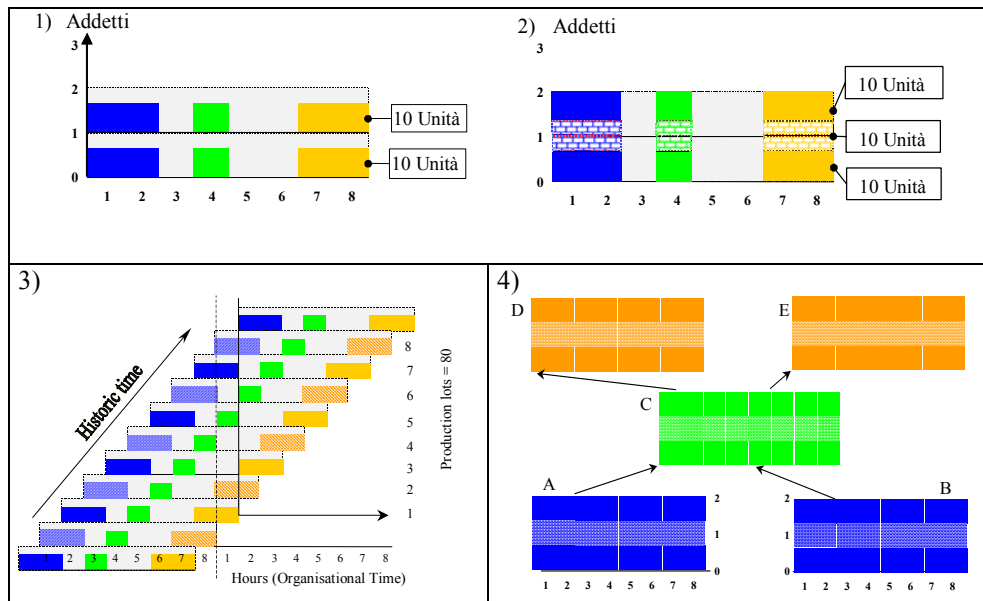 1) Addetti
3
2
1
0
1 2 3 4 5 6 7 8
10 Unità
10 Unità
2) Addetti
3
2
1
0
1 2 3 4 5 6 7 8
10 Unità
10 Unità
10 Unità
3)
Historic time
8
7
6
5
4
3
2
1
Production lots = 80
1 2 3 4 5 6 7 8 1 2 3 4 5 6 7 8
Hours (Organisational Time)
4)
D
E
C
A
B
2
1
0
1 2 3 4 5 6 7 8
2
1
0
1 2 3 4 5 6 7 8